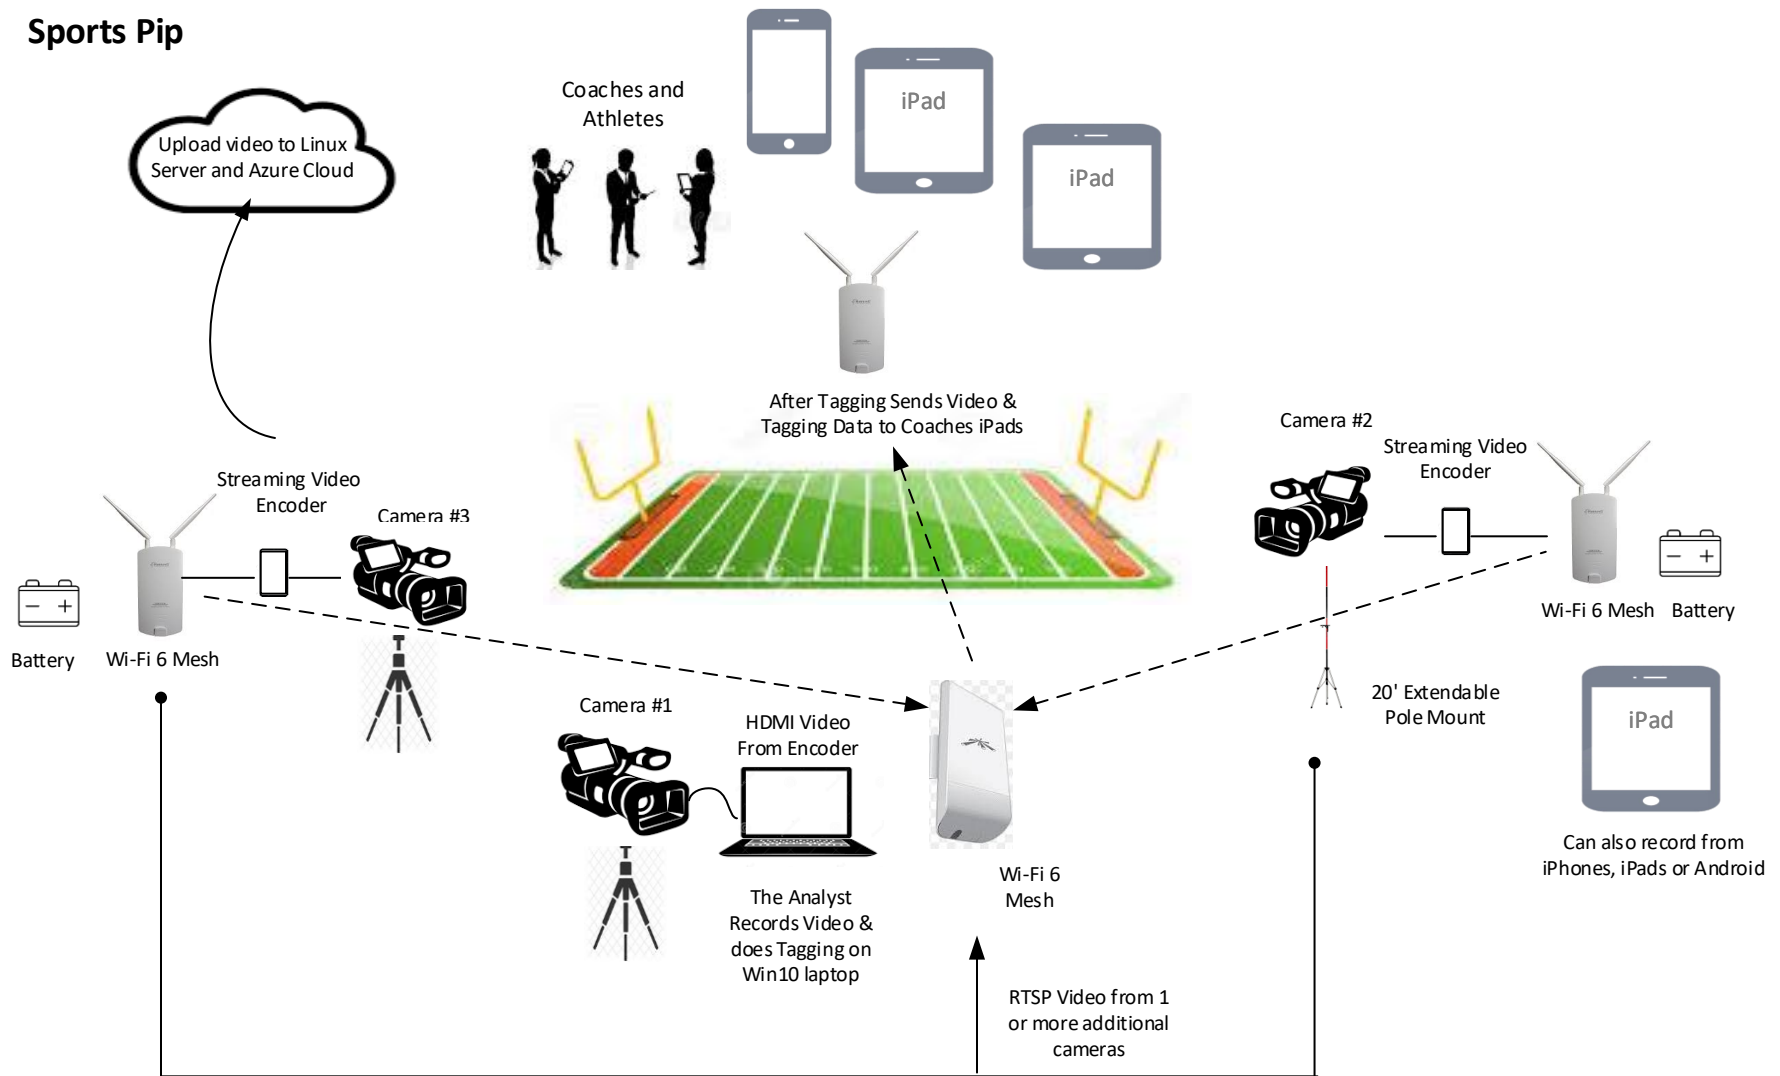 Sports Pip
Upload video to Linux
Server and Azure Cloud
Coaches and
Athletes
iPad
iPad
After Tagging Sends Video &
Tagging Data to Coaches iPads
Camera #2
Streaming Video
Encoder
Streaming Video
Encoder
Camera #3
Battery
Wi-Fi 6 Mesh
Wi-Fi 6 Mesh
Battery
20' Extendable
Pole Mount
iPad
Can also record from
iPhones, iPads or Android
Camera #1
HDMI Video
From Encoder
The Analyst
Records Video &
does Tagging on
Win10 laptop
Wi-Fi 6
Mesh
RTSP Video from 1
or more additional
cameras